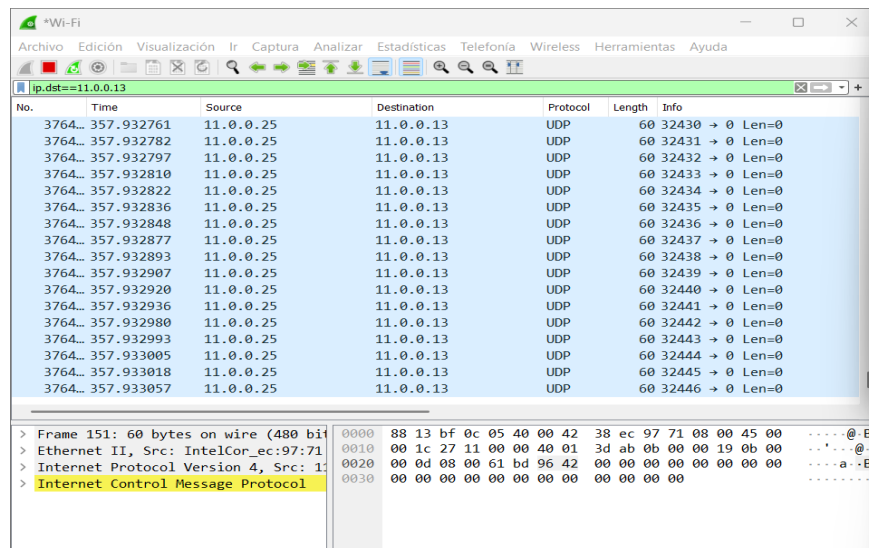 *Wi-Fi
Archivo Edición Visualización Ir Captura Analizar Estadísticas Telefonía Wireless Herramientas Ayuda
ip.dst==11.0.0.13
No. Time Source Destination Protocol Length Info
3764… 357.932761 11.0.0.25 11.0.0.13 UDP 60 32430 → 0 Len=0
3764… 357.932782 11.0.0.25 11.0.0.13 UDP 60 32431 → 0 Len=0
3764… 357.932797 11.0.0.25 11.0.0.13 UDP 60 32432 → 0 Len=0
3764… 357.932810 11.0.0.25 11.0.0.13 UDP 60 32433 → 0 Len=0
3764… 357.932822 11.0.0.25 11.0.0.13 UDP 60 32434 → 0 Len=0
3764… 357.932836 11.0.0.25 11.0.0.13 UDP 60 32435 → 0 Len=0
3764… 357.932848 11.0.0.25 11.0.0.13 UDP 60 32436 → 0 Len=0
3764… 357.932877 11.0.0.25 11.0.0.13 UDP 60 32437 → 0 Len=0
3764… 357.932893 11.0.0.25 11.0.0.13 UDP 60 32438 → 0 Len=0
3764… 357.932907 11.0.0.25 11.0.0.13 UDP 60 32439 → 0 Len=0
3764… 357.932920 11.0.0.25 11.0.0.13 UDP 60 32440 → 0 Len=0
3764… 357.932936 11.0.0.25 11.0.0.13 UDP 60 32441 → 0 Len=0
3764… 357.932980 11.0.0.25 11.0.0.13 UDP 60 32442 → 0 Len=0
3764… 357.932993 11.0.0.25 11.0.0.13 UDP 60 32443 → 0 Len=0
3764… 357.933005 11.0.0.25 11.0.0.13 UDP 60 32444 → 0 Len=0
3764… 357.933018 11.0.0.25 11.0.0.13 UDP 60 32445 → 0 Len=0
3764… 357.933057 11.0.0.25 11.0.0.13 UDP 60 32446 → 0 Len=0
> Frame 151: 60 bytes on wire (480 bit
> Ethernet II, Src: IntelCor_ec:97:71
> Internet Protocol Version 4, Src: 11
> Internet Control Message Protocol
0000 88 13 bf 0c 05 40 00 42 38 ec 97 71 08 00 45 00 ·····@·B
0010 00 1c 27 11 00 00 40 01 3d ab 0b 00 00 19 0b 00 ··'···@·
0020 00 0d 08 00 61 bd 96 42 00 00 00 00 00 00 00 00 ····a··B
0030 00 00 00 00 00 00 00 00 00 00 00 00 ········